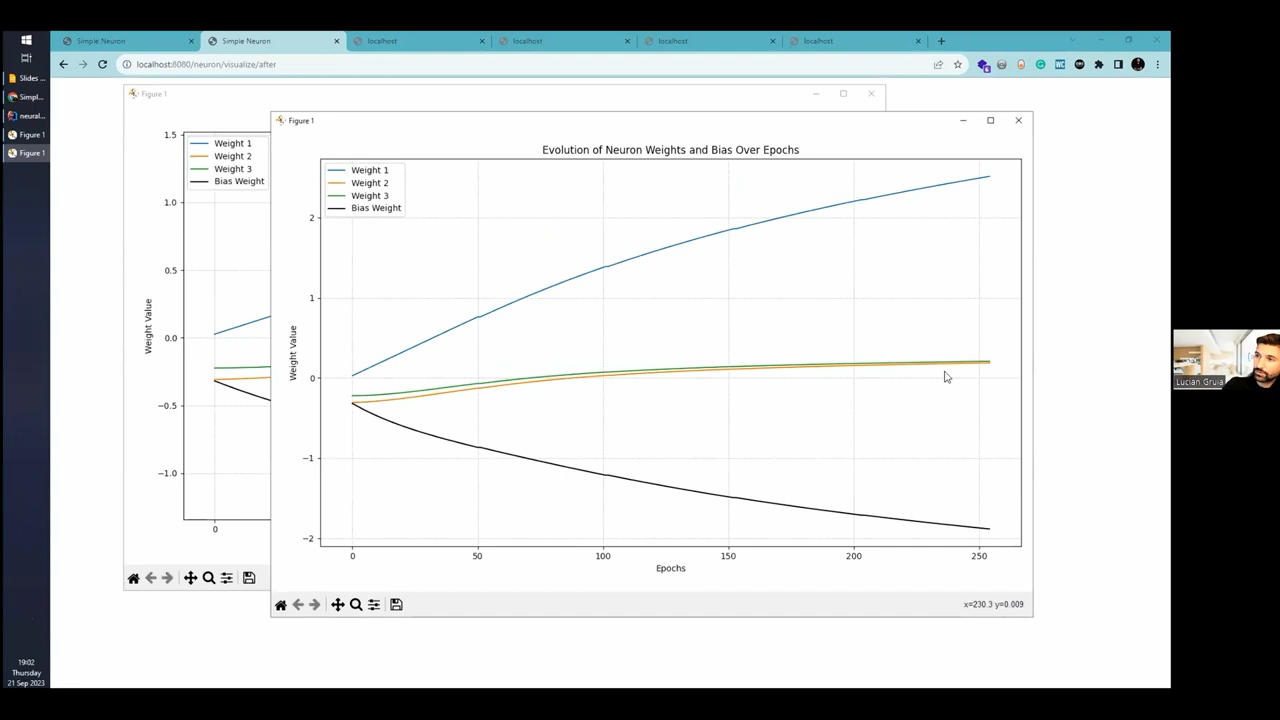 Simple Neuron
Simple Neuron
localhost
localhost
localhost
localhost
localhost:8080/neuron/visualize/after
Slides ...
Simpl...
neural...
Figure 1
Figure 1
19:02
Thursday
21 Sep 2023
Figure 1
1.5
1.0
0.5
0.0
−0.5
−1.0
Weight Value
0
Weight 1
Weight 2
Weight 3
Bias Weight
Figure 1
Evolution of Neuron Weights and Bias Over Epochs
Weight 1
Weight 2
Weight 3
Bias Weight
2
1
0
−1
−2
Weight Value
0 50 100 150 200 250
Epochs
x=230.3 y=0.009
Lucian Gruia